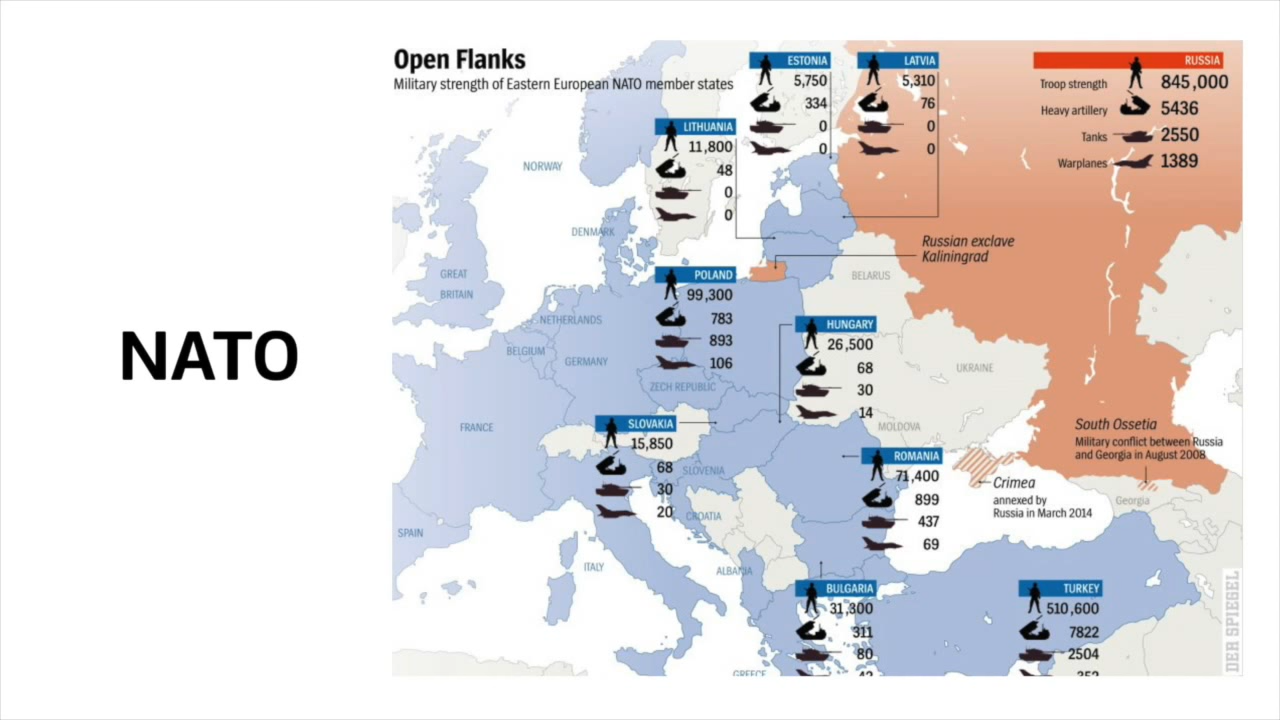 NATO
Open Flanks
Military strength of Eastern European NATO member states
ESTONIA
5,750
334
0
0
LATVIA
5,310
76
0
0
RUSSIA
Troop strength 845,000
Heavy artillery 5436
Tanks 2550
Warplanes 1389
LITHUANIA
11,800
48
0
0
NORWAY
DENMARK
Russian exclave
Kaliningrad
GREAT
BRITAIN
BELARUS
POLAND
99,300
783
893
106
NETHERLANDS
BELGIUM
GERMANY
ZECH REPUBLIC
HUNGARY
26,500
68
30
14
UKRAINE
FRANCE
SLOVAKIA
15,850
68
30
20
MOLDOVA
South Ossetia
Military conflict between Russia
and Georgia in August 2008
SLOVENIA
ROMANIA
71,400
899
437
69
Crimea
annexed by
Russia in March 2014
Georgia
CROATIA
SPAIN
ITALY
ALBANIA
BULGARIA
31,300
311
80
42
TURKEY
510,600
7822
2504
352
GREECE
DER SPIEGEL